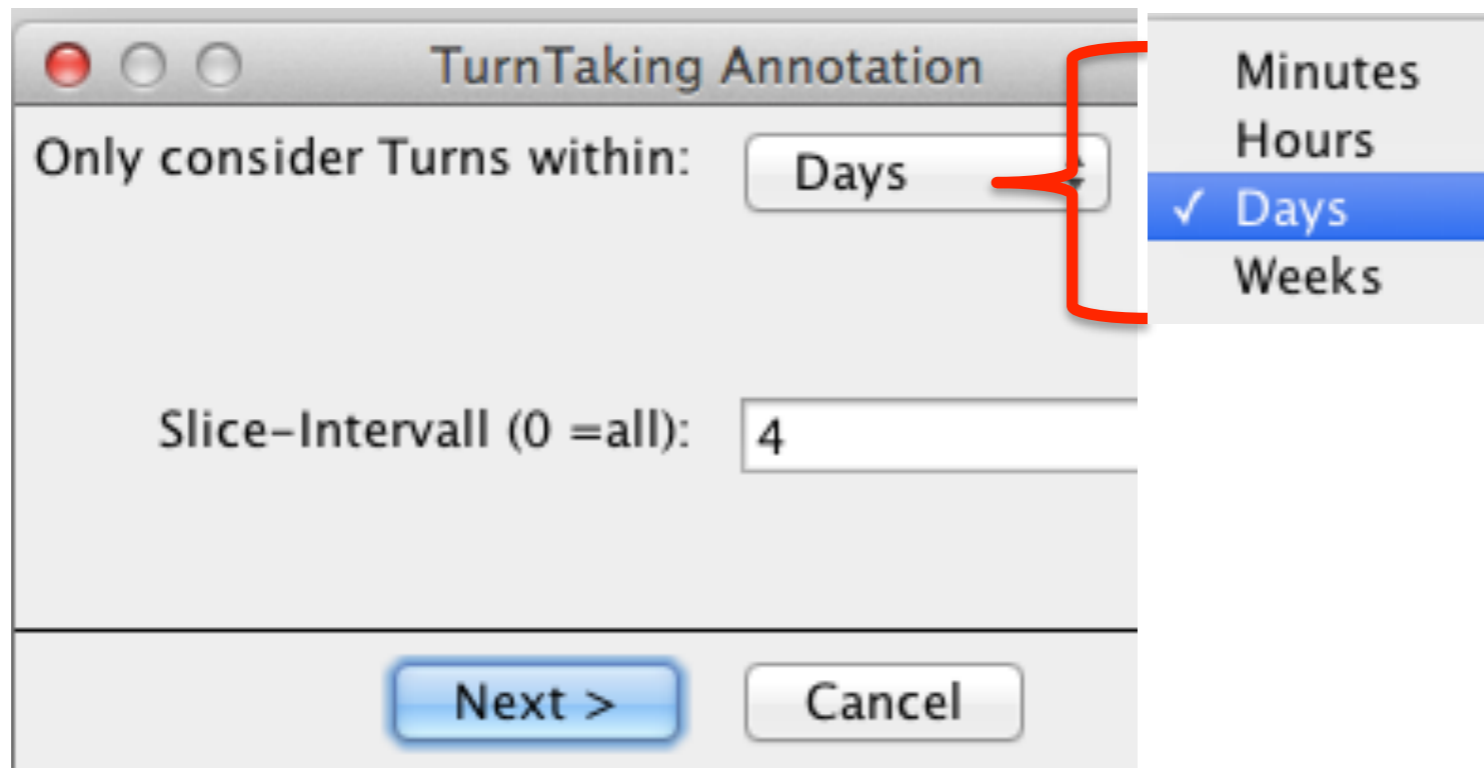 TurnTaking Annotation
Only consider Turns within:
Days
Minutes
Hours
✓ Days
Weeks
Slice-Intervall (0 =all):
4
Next >
Cancel